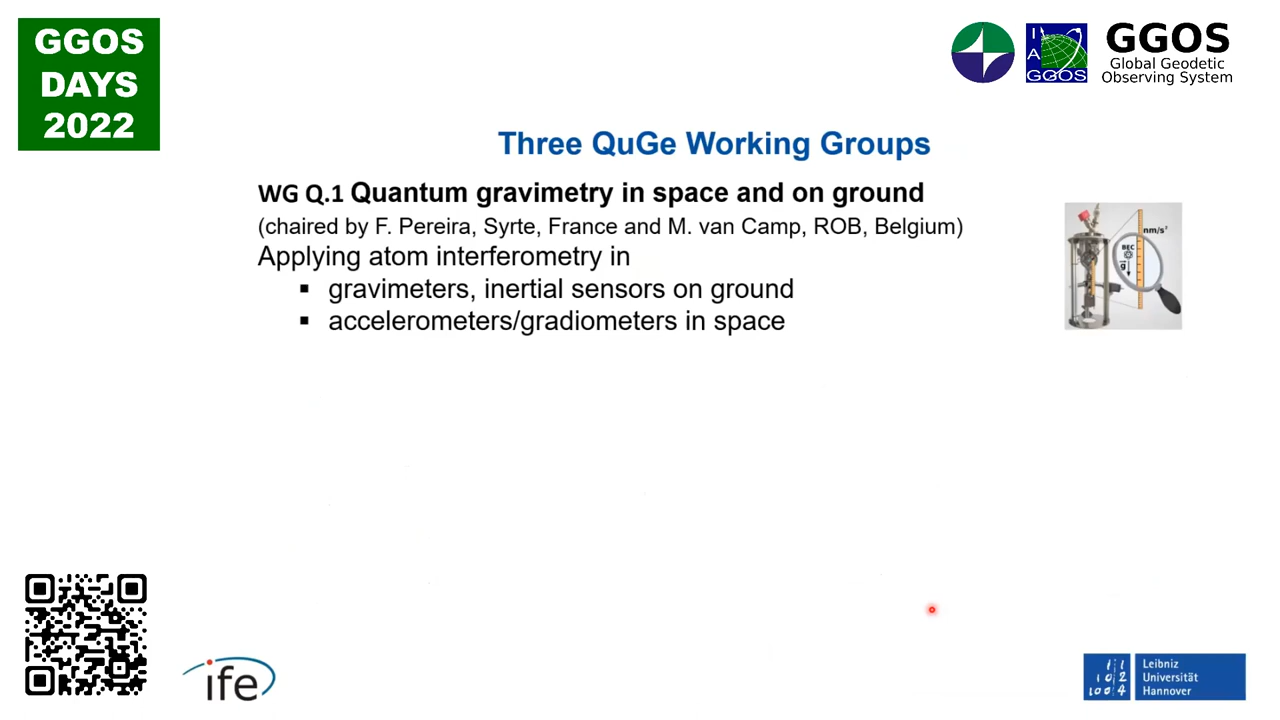 GGOS
DAYS
2022
GGOS
GGOS
Global Geodetic
Observing System
Three QuGe Working Groups
WG Q.1 Quantum gravimetry in space and on ground
(chaired by F. Pereira, Syrte, France and M. van Camp, ROB, Belgium)
Applying atom interferometry in
▪ gravimeters, inertial sensors on ground
▪ accelerometers/gradiometers in space
nm/s²
BEC
g
ife
Leibniz
Universität
Hannover